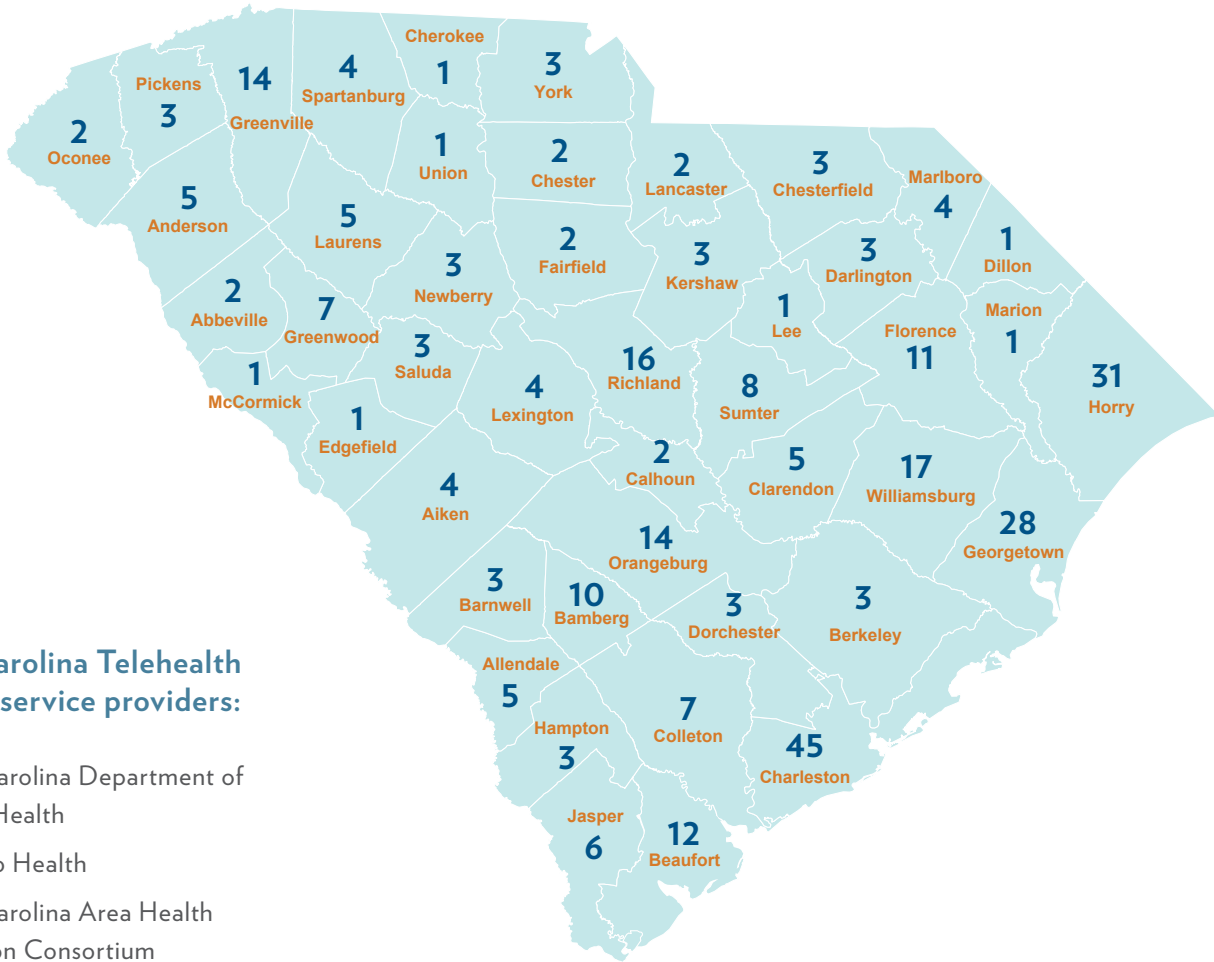 Cherokee
1
3
York
4
Spartanburg
14
Greenville
Pickens
3
2
Oconee
1
Union
2
Chester
2
Lancaster
3
Chesterfield
Marlboro
4
5
Anderson
5
Laurens
2
Fairfield
3
Kershaw
3
Darlington
1
Dillon
3
Newberry
2
Abbeville
7
Greenwood
1
Lee
Florence
11
Marion
1
3
Saluda
16
Richland
31
Horry
1
McCormick
4
Lexington
8
Sumter
1
Edgefield
2
Calhoun
5
Clarendon
17
Williamsburg
4
Aiken
28
Georgetown
14
Orangeburg
3
Barnwell
10
Bamberg
3
Dorchester
3
Berkeley
Allendale
5
Hampton
3
7
Colleton
45
Charleston
Jasper
6
12
Beaufort
arolina Telehealth
service providers:
arolina Department of
Health
o Health
arolina Area Health
on Consortium